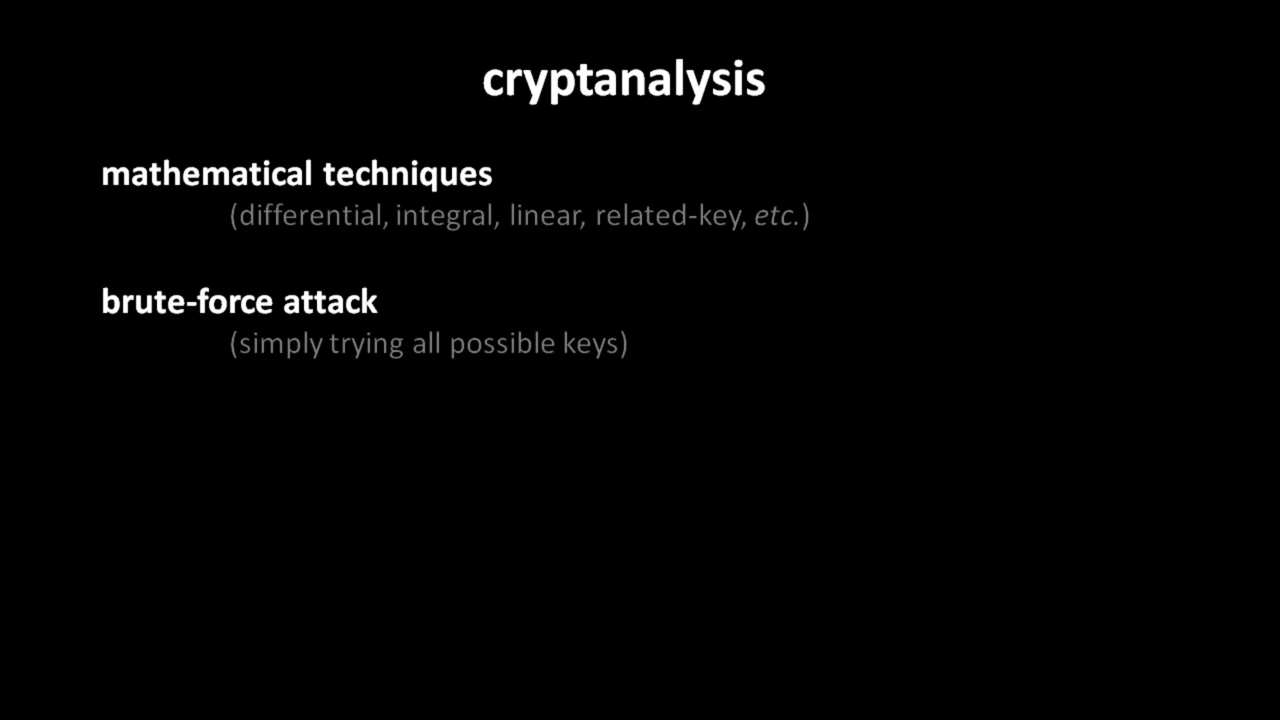 cryptanalysis
mathematical techniques
(differential, integral, linear, related-key, etc.)
brute-force attack
(simply trying all possible keys)